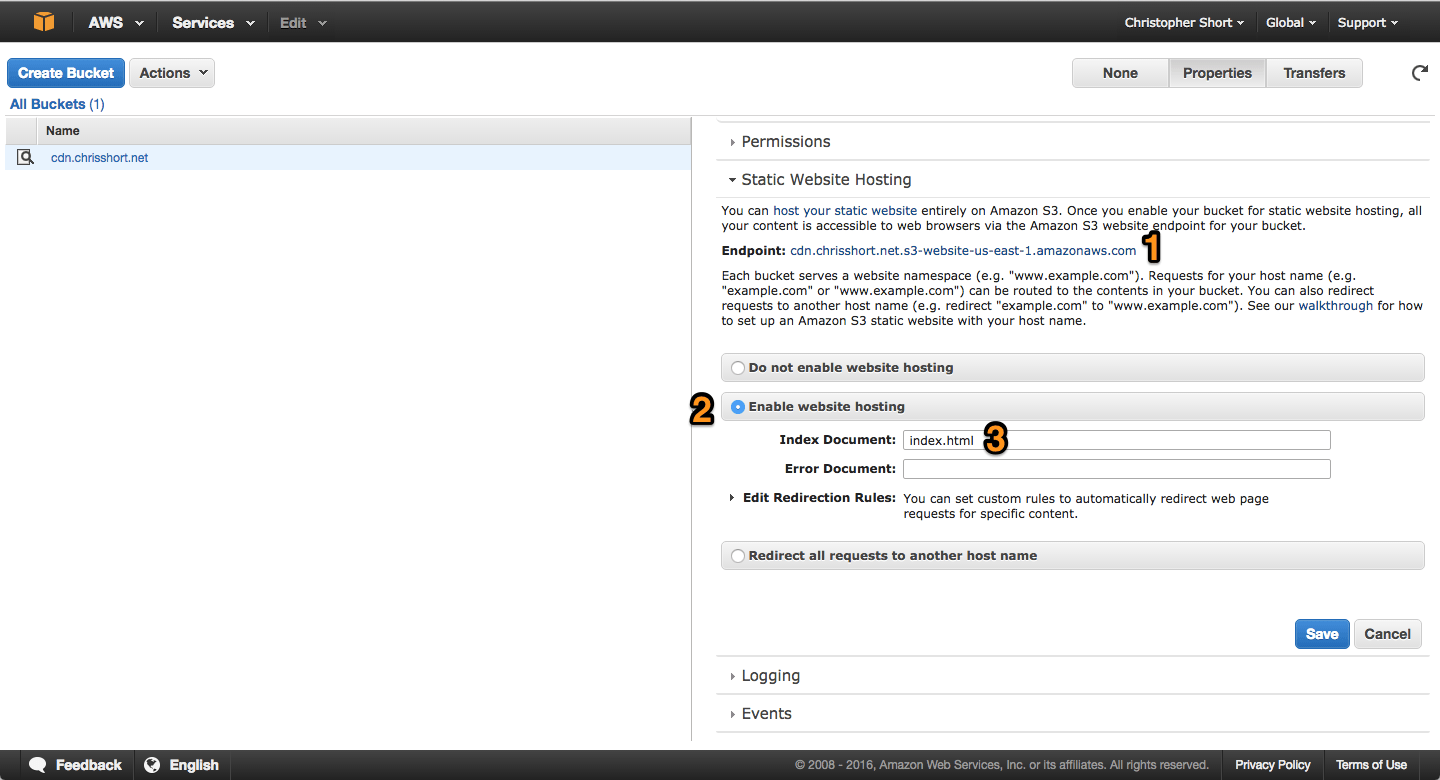 AWS Services Edit Christopher Short Global Support
Create Bucket Actions None Properties Transfers
All Buckets (1)
Name
cdn.chrisshort.net
Permissions
Static Website Hosting
You can host your static website entirely on Amazon S3. Once you enable your bucket for static website hosting, all
your content is accessible to web browsers via the Amazon S3 website endpoint for your bucket.
Endpoint: cdn.chrisshort.net.s3-website-us-east-1.amazonaws.com 1
Each bucket serves a website namespace (e.g. "www.example.com"). Requests for your host name (e.g.
"example.com" or "www.example.com") can be routed to the contents in your bucket. You can also redirect
requests to another host name (e.g. redirect "example.com" to "www.example.com"). See our walkthrough for how
to set up an Amazon S3 static website with your host name.
Do not enable website hosting
2 Enable website hosting
Index Document: index.html 3
Error Document:
Edit Redirection Rules: You can set custom rules to automatically redirect web page
requests for specific content.
Redirect all requests to another host name
Save Cancel
Logging
Events
Feedback English © 2008 - 2016, Amazon Web Services, Inc. or its affiliates. All rights reserved. Privacy Policy Terms of Use